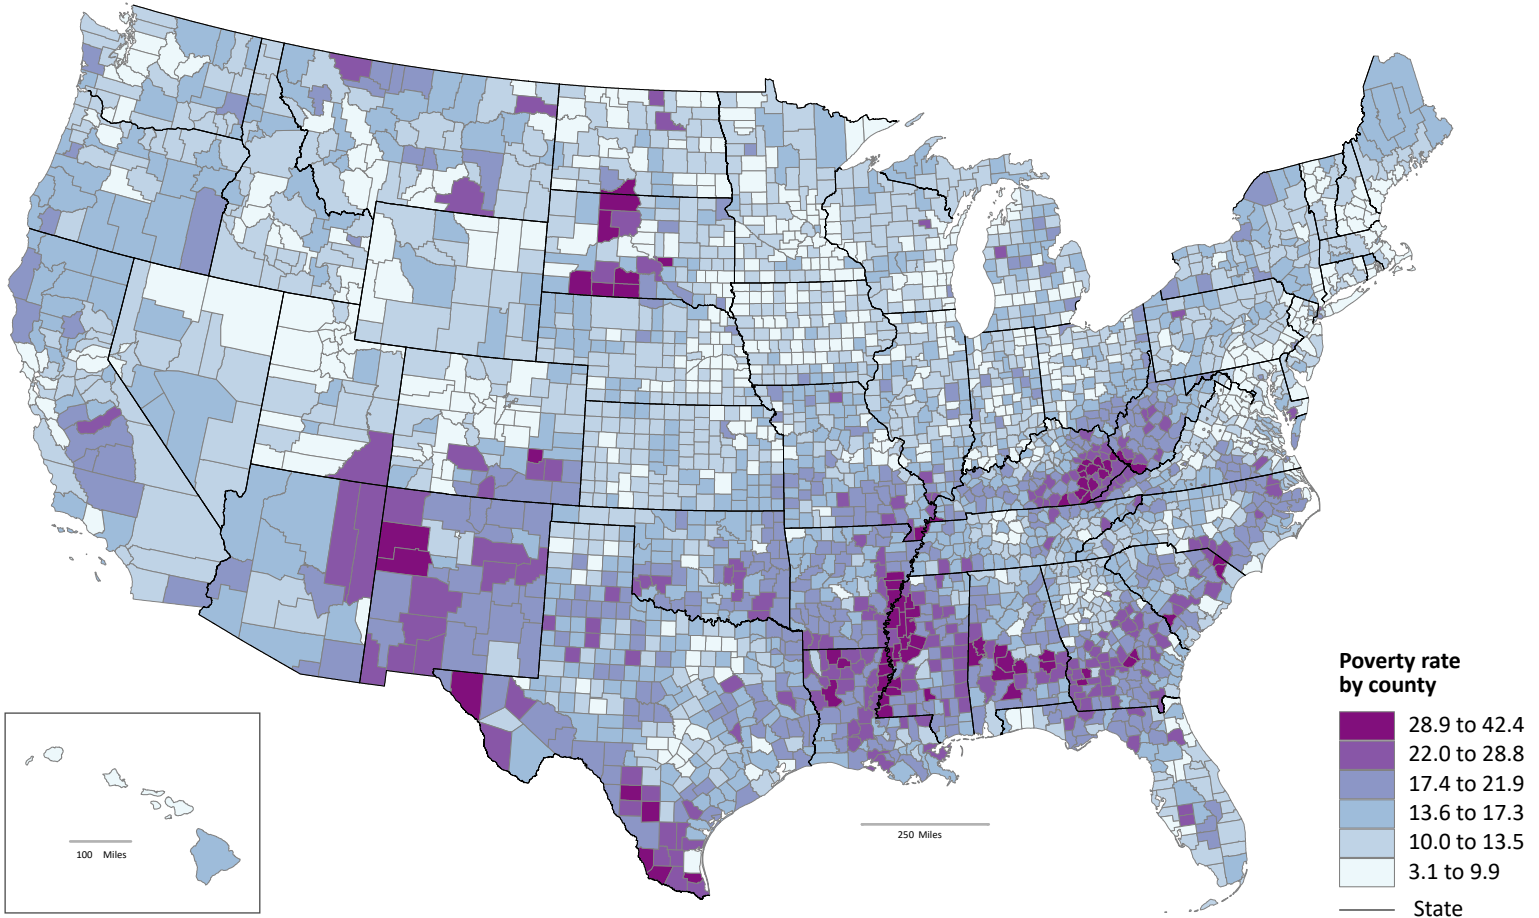 Poverty rate
by county
28.9 to 42.4
22.0 to 28.8
17.4 to 21.9
13.6 to 17.3
10.0 to 13.5
3.1 to 9.9
State
250 Miles
100 Miles